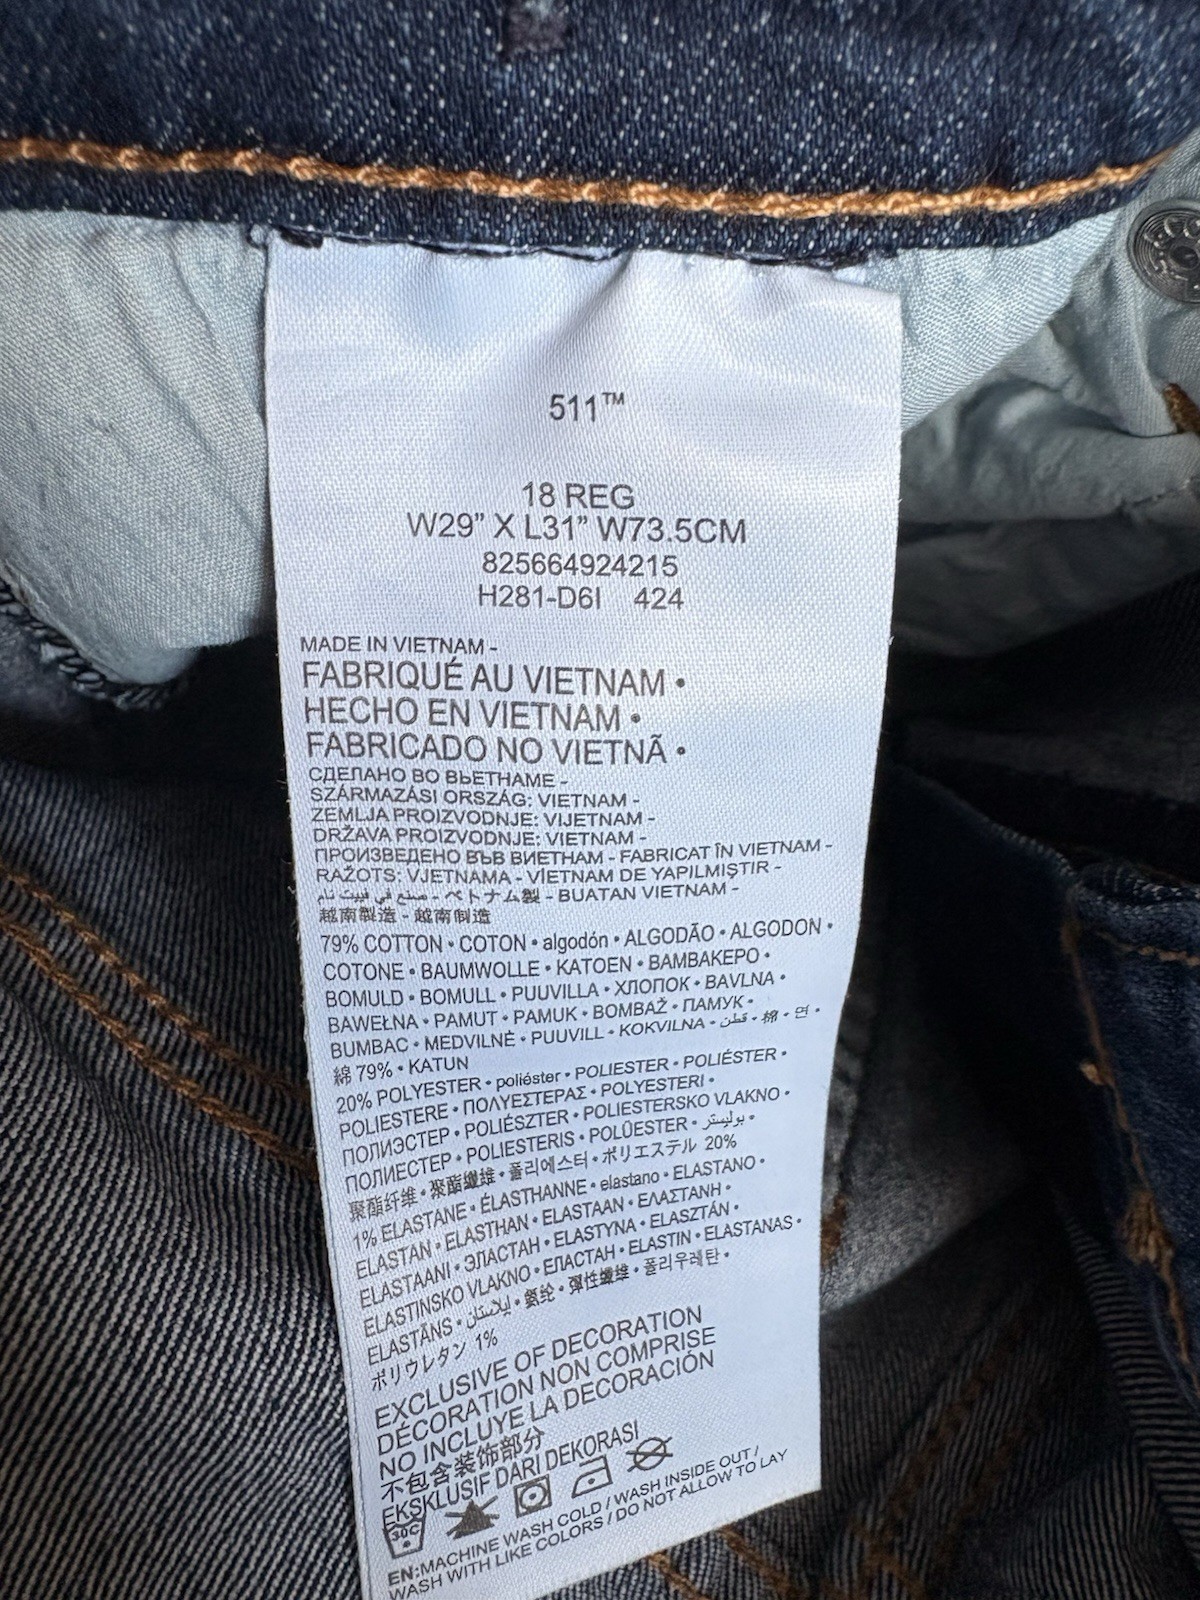 511™
18 REG
W29” X L31” W73.5CM
825664924215
H281-D6I 424
MADE IN VIETNAM -
FABRIQUÉ AU VIETNAM •
HECHO EN VIETNAM •
FABRICADO NO VIETNÃ •
СДЕЛАНО ВО ВЬЕТНАМЕ -
SZÁRMAZÁSI ORSZÁG: VIETNAM -
ZEMLJA PROIZVODNJE: VIJETNAM -
DRŽAVA PROIZVODNJE: VIETNAM -
ПРОИЗВЕДЕНО ВЪВ ВИЕТНАМ - FABRICAT ÎN VIETNAM -
RAŽOTS: VJETNAMA - VİETNAM DE YAPILMIŞTIR -
صنع في فييت نام - ベトナム製 - BUATAN VIETNAM -
越南製造 - 越南制造
79% COTTON • COTON • algodón • ALGODÃO • ALGODON •
COTONE • BAUMWOLLE • KATOEN • BAMBAKEPO •
BOMULD • BOMULL • PUUVILLA • ХЛОПОК • BAVLNA •
BAWEŁNA • PAMUT • PAMUK • BOMBAŽ • ПАМУК •
BUMBAC • MEDVILNĖ • PUUVILL • KOKVILNA • قطن • 棉 • 면 •
綿 79% • KATUN
20% POLYESTER • poliéster • POLIESTER • POLIÉSTER •
POLIESTERE • ΠΟΛΥΕΣΤΕΡΑΣ • POLYESTERI •
ПОЛИЭСТЕР • POLIÉSZTER • POLIESTERSKO VLAKNO •
ПОЛИЕСТЕР • POLIESTERIS • POLÜESTER • بوليستر •
聚酯纤维 • 聚酯纖維 • 폴리에스터 • ポリエステル 20%
1% ELASTANE • ÉLASTHANNE • elastano • ELASTANO •
ELASTAN • ELASTHAN • ELASTAAN • ΕΛΑΣΤΑΝΗ •
ELASTAANI • ЭЛАСТАН • ELASTYNA • ELASZTÁN •
ELASTINSKO VLAKNO • ЕЛАСТАН • ELASTIN • ELASTANAS •
ELASTĀNS • إيلاستان • 氨纶 • 彈性纖維 • 폴리우레탄 •
ポリウレタン 1%
EXCLUSIVE OF DECORATION
DÉCORATION NON COMPRISE
NO INCLUYE LA DECORACIÓN
不包含装饰部分
EKSKLUSIF DARI DEKORASI
30C
EN:MACHINE WASH COLD / WASH INSIDE OUT /
WASH WITH LIKE COLORS / DO NOT ALLOW TO LAY